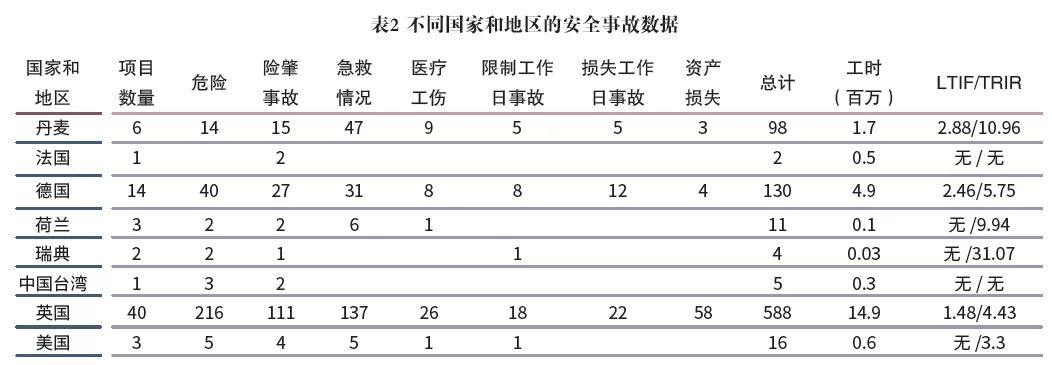 表2 不同国家和地区的安全事故数据
国家和地区 项目数量 危险 险肇事故 急救情况 医疗工伤 限制工作日事故 损失工作日事故 资产损失 总计 工时（百万） LTIF/TRIR
丹麦 6 14 15 47 9 5 5 3 98 1.7 2.88/10.96
法国 1 2 2 0.5 无 / 无
德国 14 40 27 31 8 8 12 4 130 4.9 2.46/5.75
荷兰 3 2 2 6 1 11 0.1 无 /9.94
瑞典 2 2 1 1 4 0.03 无 /31.07
中国台湾 1 3 2 5 0.3 无 / 无
英国 40 216 111 137 26 18 22 58 588 14.9 1.48/4.43
美国 3 5 4 5 1 1 16 0.6 无 /3.3